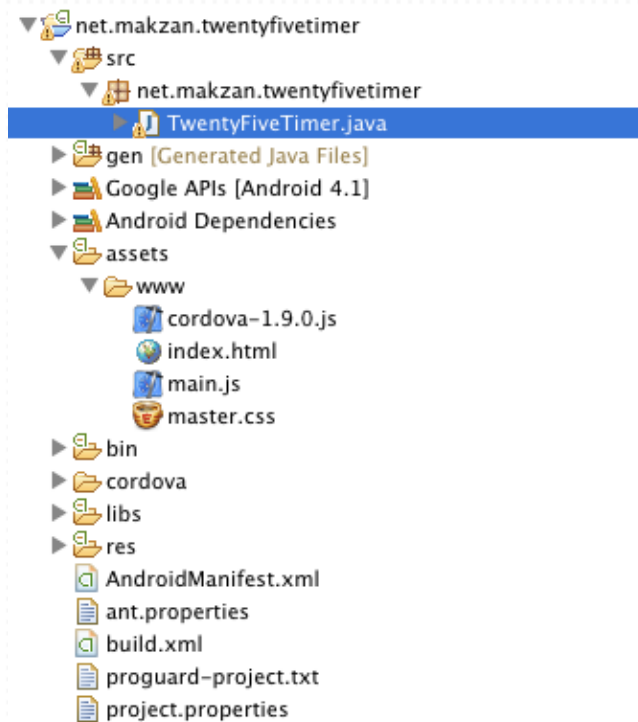 net.makzan.twentyfivetimer
src
net.makzan.twentyfivetimer
TwentyFiveTimer.java
gen [Generated Java Files]
Google APIs [Android 4.1]
Android Dependencies
assets
www
cordova-1.9.0.js
index.html
main.js
master.css
bin
cordova
libs
res
AndroidManifest.xml
ant.properties
build.xml
proguard-project.txt
project.properties